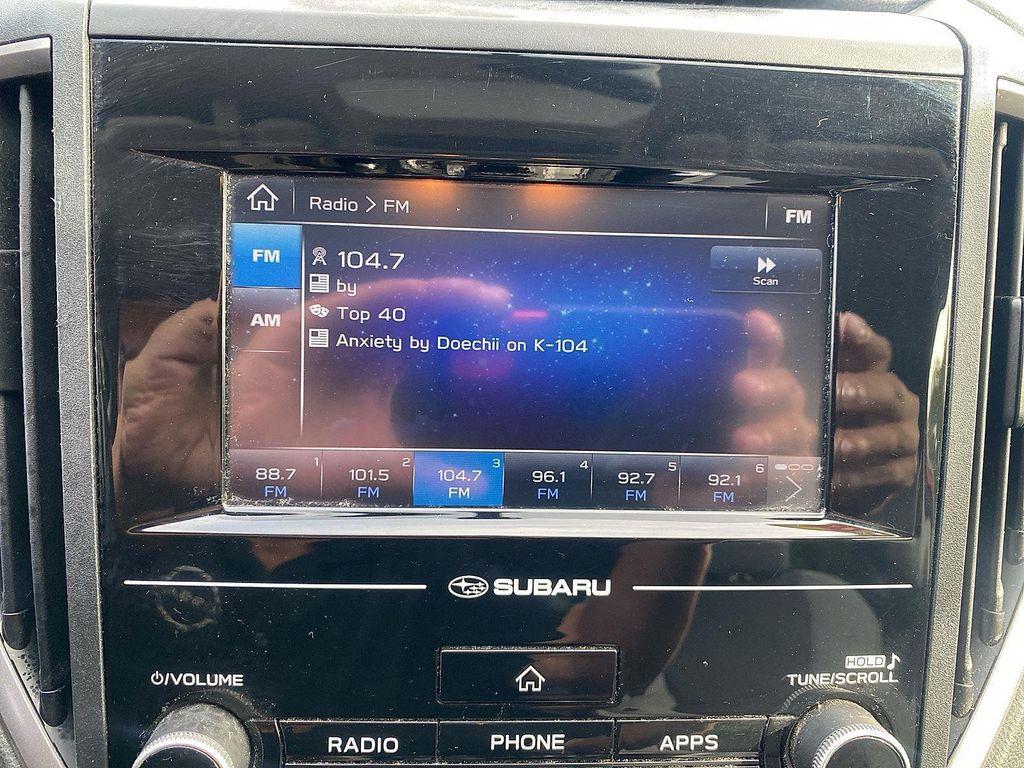 Radio > FM
FM
FM
104.7
Scan
by
AM
Top 40
Anxiety by Doechii on K-104
88.7 1
FM
101.5 2
FM
104.7 3
FM
96.1 4
FM
92.7 5
FM
92.1 6
FM
SUBARU
/VOLUME
HOLD
TUNE/SCROLL
RADIO
PHONE
APPS